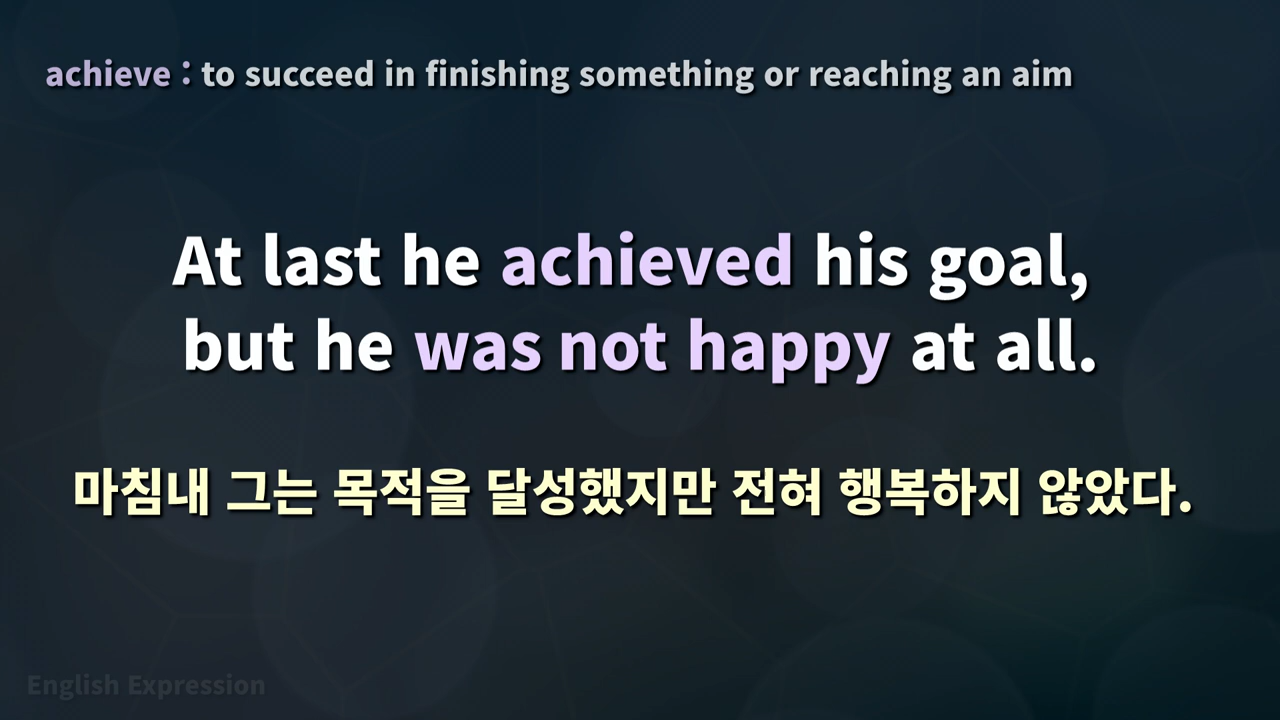 achieve : to succeed in finishing something or reaching an aim
At last he achieved his goal,
but he was not happy at all.
마침내 그는 목적을 달성했지만 전혀 행복하지 않았다.
English Expression